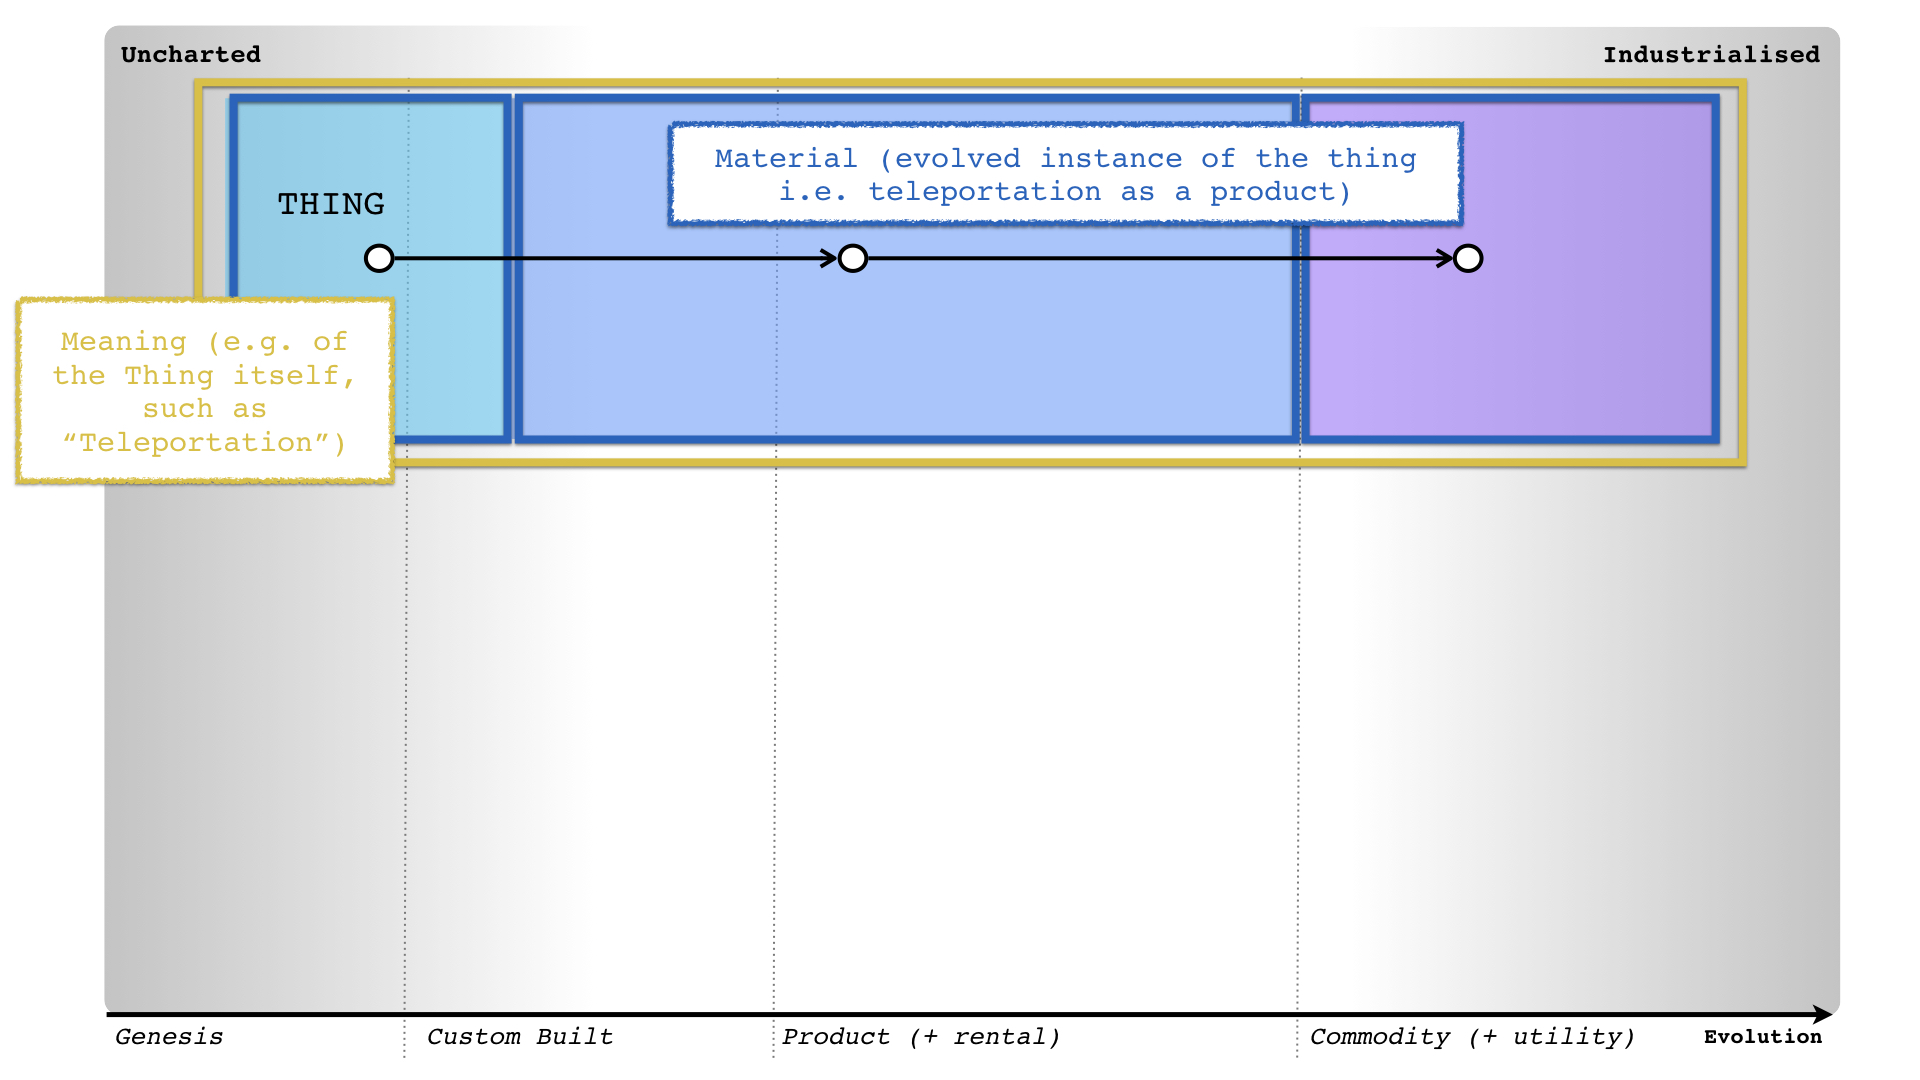 Uncharted
Industrialised
Material (evolved instance of the thing
i.e. teleportation as a product)
THING
Meaning (e.g. of
the Thing itself,
such as
“Teleportation”)
Genesis
Custom Built
Product (+ rental)
Commodity (+ utility)
Evolution